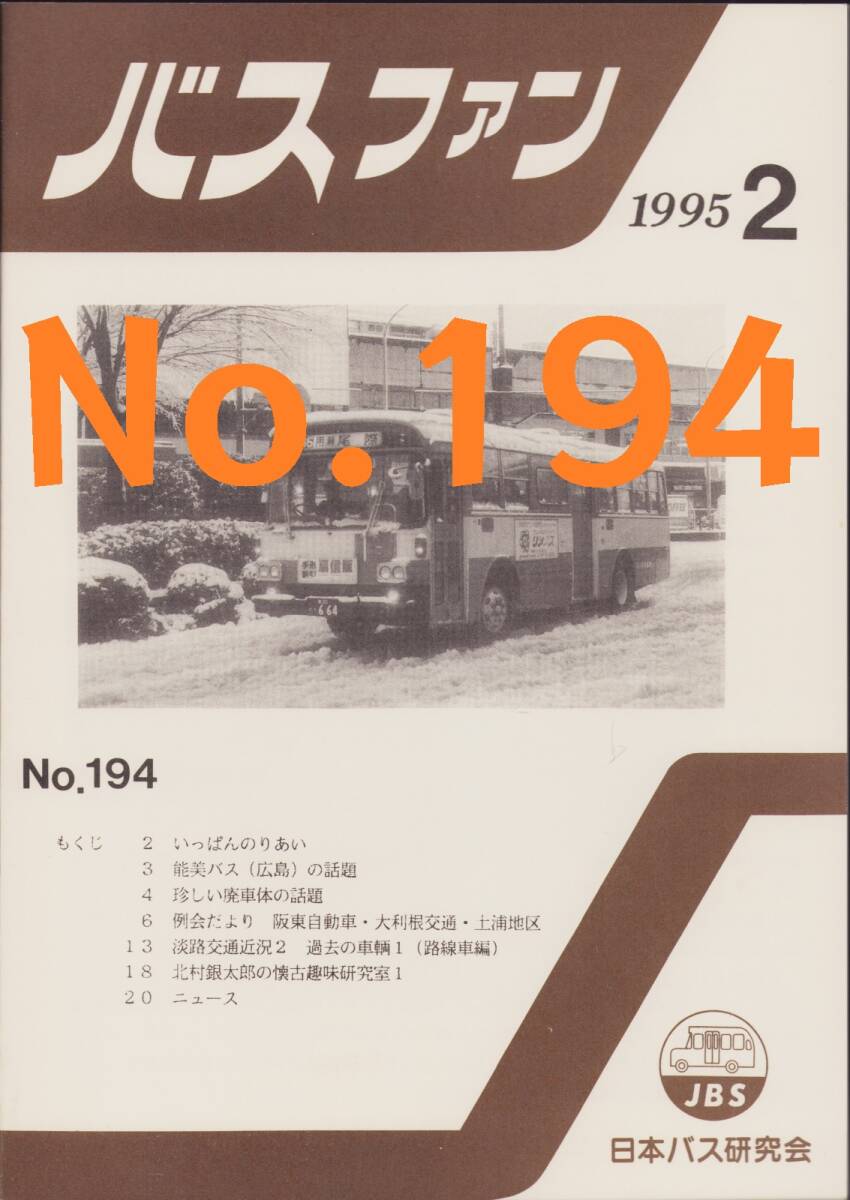 バスファン
1995 2
No.194
664
No.194
もくじ 2 いっぱんのりあい
3 能美バス（広島）の話題
4 珍しい廃車体の話題
6 例会だより 阪東自動車・大利根交通・土浦地区
13 淡路交通近況2 過去の車輌1（路線車編）
18 北村銀太郎の懐古趣味研究室1
20 ニュース
JBS
日本バス研究会